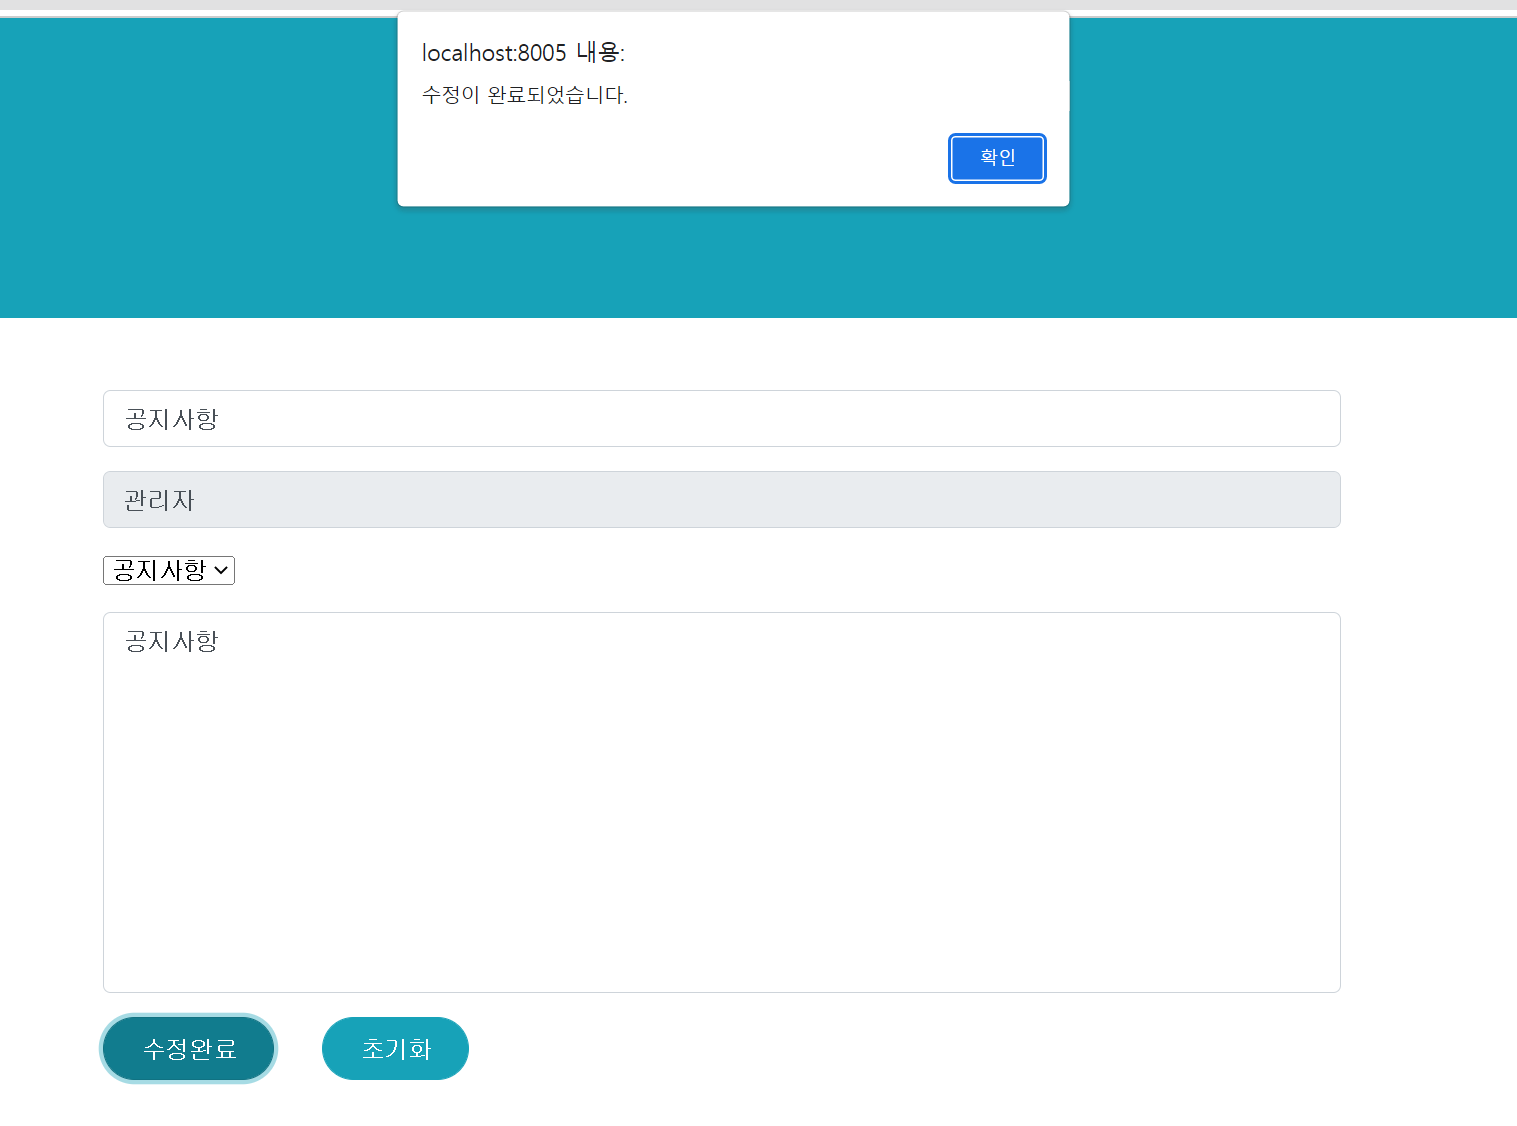 localhost:8005 내용:
수정이 완료되었습니다.
확인
공지사항
관리자
공지사항
공지사항
수정완료
초기화